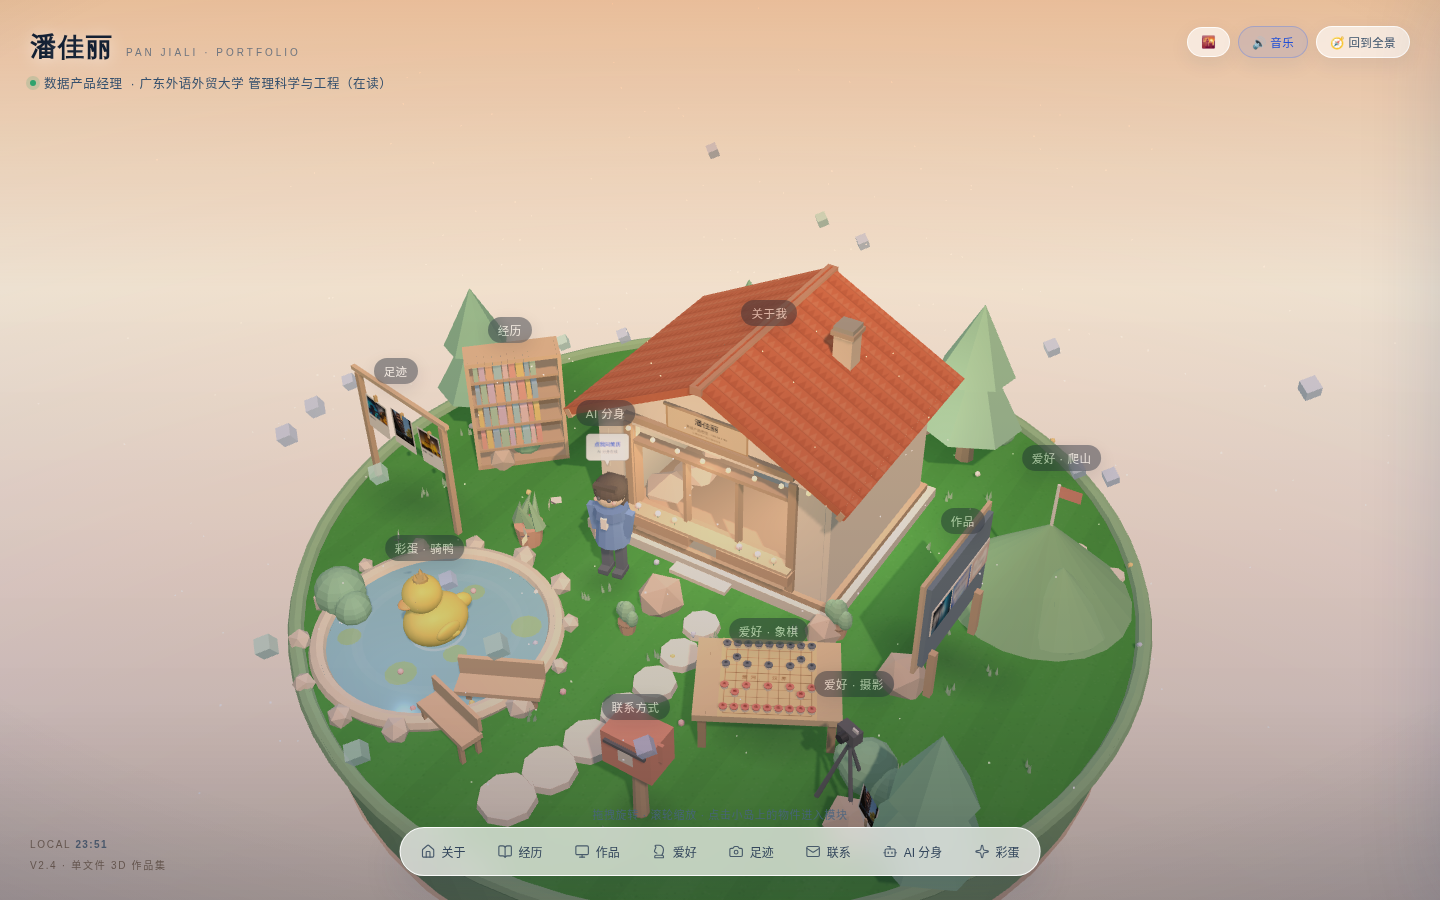 潘佳丽 PAN JIALI · PORTFOLIO
数据产品经理 · 广东外语外贸大学 管理科学与工程（在读）
音乐
回到全景
关于我
经历
足迹
AI 分身
爱好 · 爬山
作品
彩蛋 · 骑鸭
爱好 · 象棋
爱好 · 摄影
联系方式
LOCAL 23:51
V2.4 · 单文件 3D 作品集
关于 经历 作品 爱好 足迹 联系 AI 分身 彩蛋